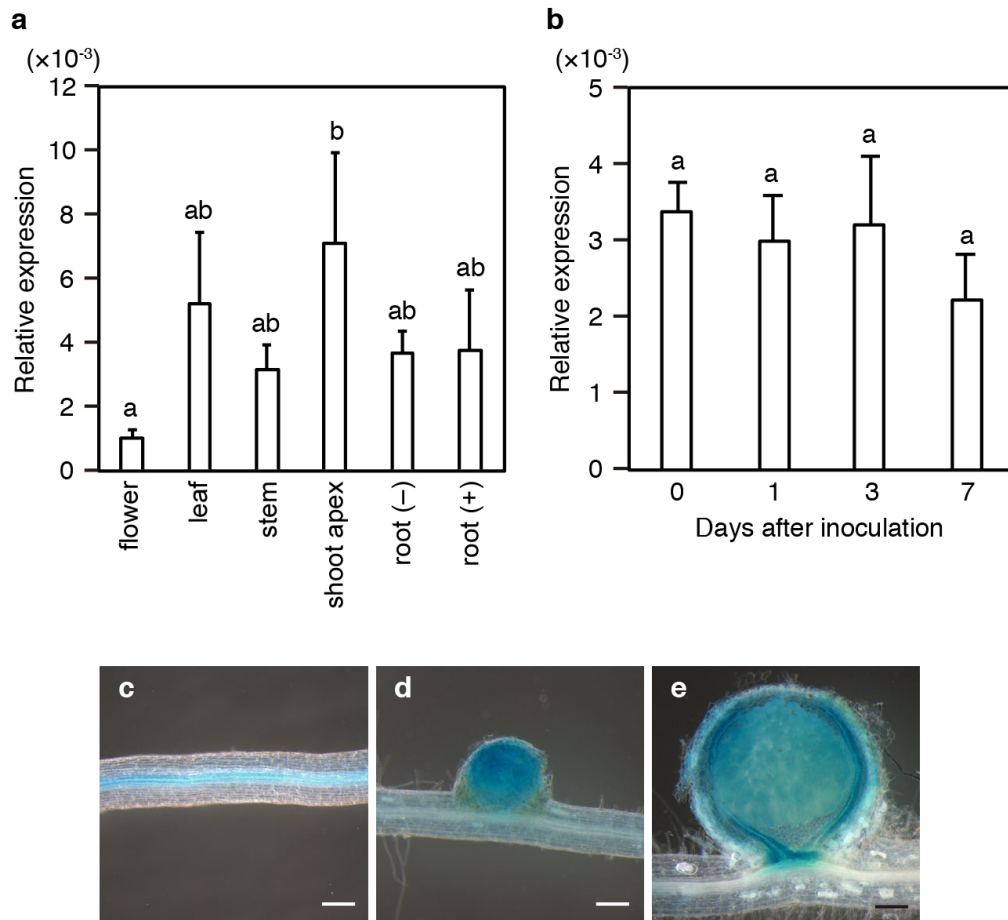 a
(×10⁻³)
Relative expression
12
10
8
6
4
2
0
a
ab
ab
b
ab
ab
flower
leaf
stem
shoot apex
root (−)
root (+)
b
(×10⁻³)
Relative expression
5
4
3
2
1
0
a
a
a
a
0 1 3 7
Days after inoculation
c
d
e